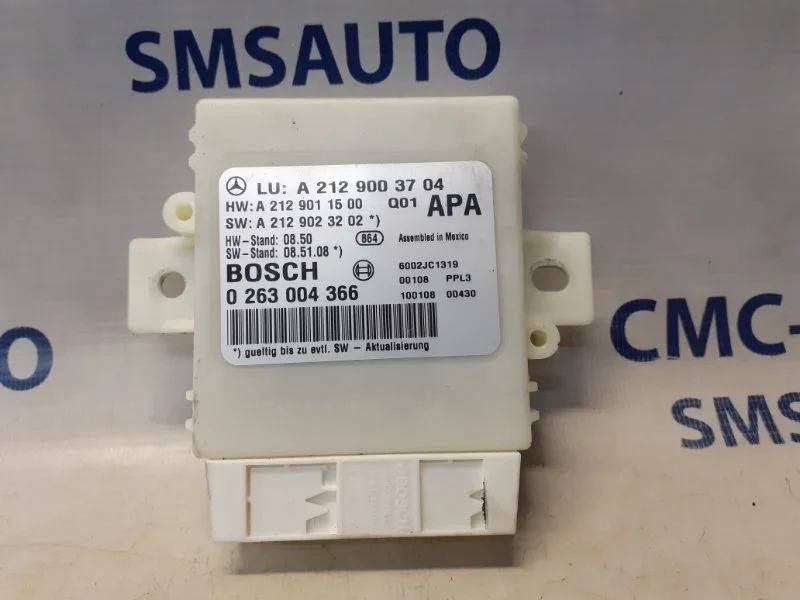 SMSAUTO
LU: A 212 900 37 04
HW: A 212 901 15 00 Q01 APA
SW: A 212 902 32 02 *)
HW-Stand: 08.50 864 Assembled in Mexico
SW-Stand: 08.51.08 *)
BOSCH 6002JC1319
00108 PPL3
0 263 004 366 100108 00430
*) gueltig bis zu evtl. SW - Aktualisierung
AUTO
CMC-
SMSAUTO